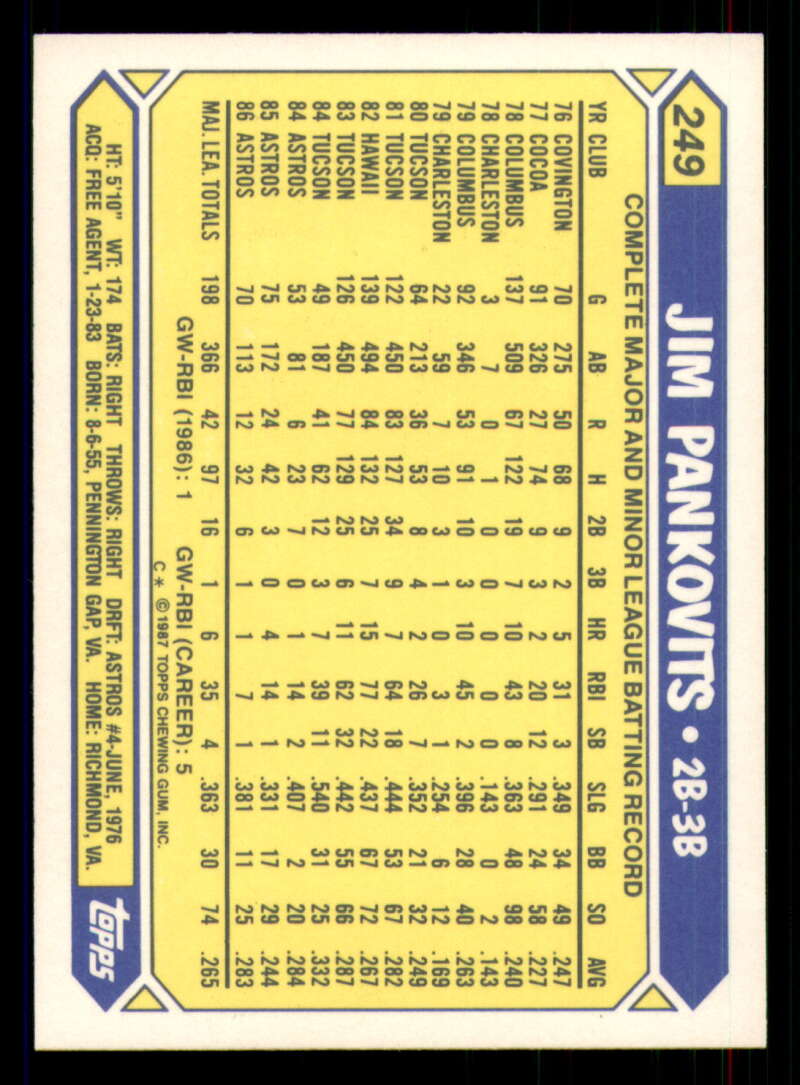 249
JIM PANKOVITS • 2B-3B
COMPLETE MAJOR AND MINOR LEAGUE BATTING RECORD
YR CLUB G AB R H 2B 3B HR RBI SB SLG BB SO AVG
76 COVINGTON 70 275 50 68 9 2 5 31 3 .349 34 49 .247
77 COCOA 91 326 27 74 9 3 2 20 12 .291 24 58 .227
78 COLUMBUS 137 509 67 122 19 7 10 43 8 .363 48 98 .240
78 CHARLESTON 3 7 0 1 0 0 0 0 0 .143 0 2 .143
79 COLUMBUS 92 346 53 91 10 3 10 45 2 .396 28 40 .263
79 CHARLESTON 22 59 7 10 3 1 0 3 1 .254 6 12 .169
80 TUCSON 64 213 36 53 8 4 2 26 7 .352 21 32 .249
81 TUCSON 122 450 83 127 34 9 7 64 18 .444 53 67 .282
82 HAWAII 139 494 84 132 25 7 15 77 22 .437 67 72 .267
83 TUCSON 126 450 77 129 25 6 11 62 32 .442 55 66 .287
84 TUCSON 49 187 41 62 12 3 7 39 11 .540 31 25 .332
84 ASTROS 53 81 6 23 7 0 1 14 2 .407 2 20 .284
85 ASTROS 75 172 24 42 3 0 4 14 1 .331 17 29 .244
86 ASTROS 70 113 12 32 6 1 1 7 1 .381 11 25 .283
MAJ. LEA. TOTALS 198 366 42 97 16 1 6 35 4 .363 30 74 .265
GW-RBI (1986): 1 GW-RBI (CAREER): 5
C * © 1987 TOPPS CHEWING GUM, INC.
HT: 5'10" WT: 174 BATS: RIGHT THROWS: RIGHT DRFT: ASTROS #4-JUNE, 1976
ACQ: FREE AGENT, 1-23-83 BORN: 8-6-55, PENNINGTON GAP, VA. HOME: RICHMOND, VA.
topps